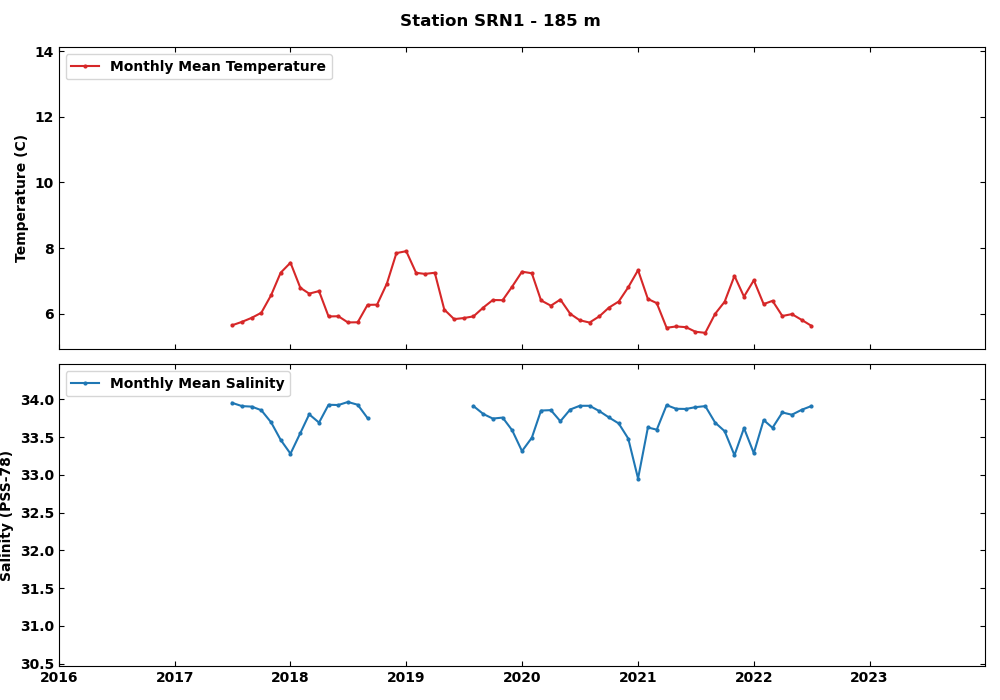 Station SRN1 - 185 m
14
Monthly Mean Temperature
12
10
8
6
Temperature (C)
Monthly Mean Salinity
34.0
33.5
33.0
32.5
32.0
31.5
31.0
30.5
Salinity (PSS-78)
2016 2017 2018 2019 2020 2021 2022 2023